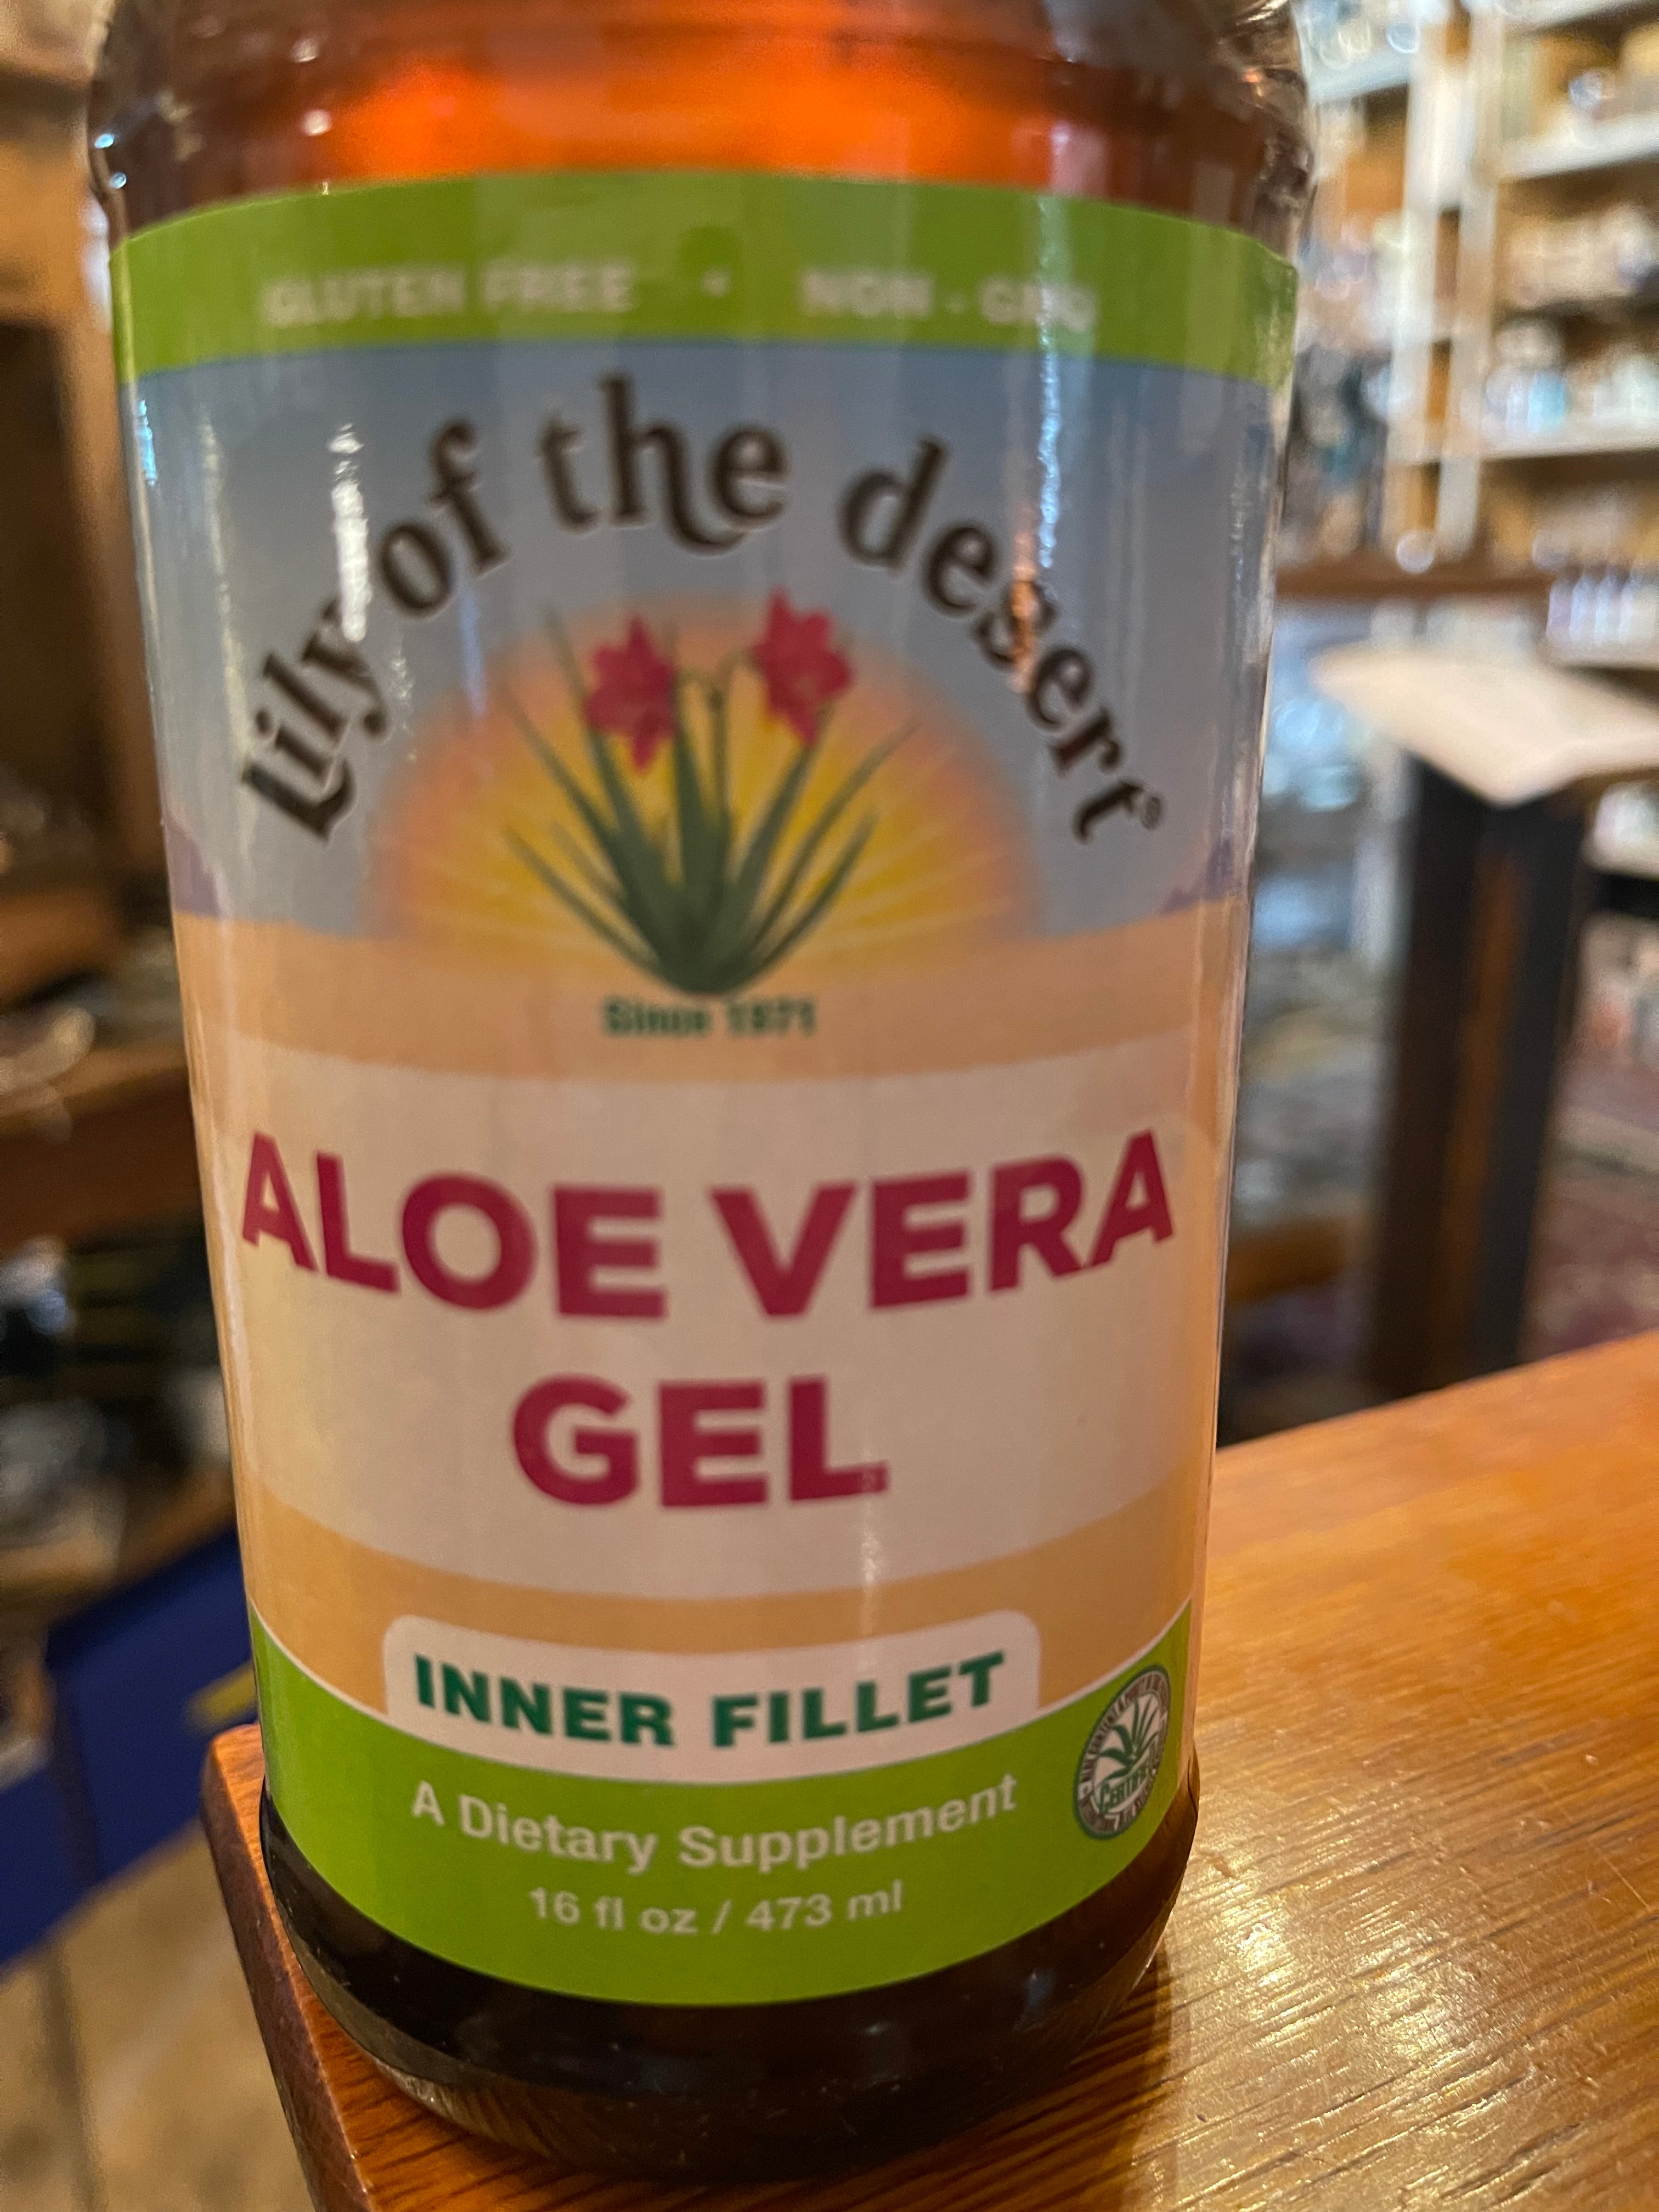 GLUTEN FREE • NON-GMO
Lily of the desert®
Since 1971
ALOE VERA
GEL
INNER FILLET
A Dietary Supplement
16 fl oz / 473 ml
CERTIFIED